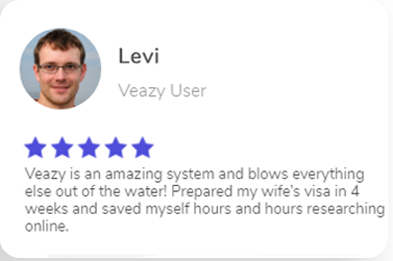 Levi
Veazy User
Veazy is an amazing system and blows everything
else out of the water! Prepared my wife's visa in 4
weeks and saved myself hours and hours researching
online.